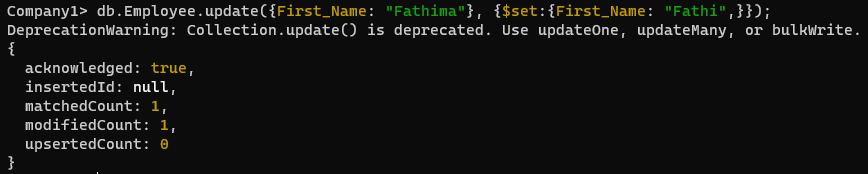 Company1> db.Employee.update({First_Name: "Fathima"}, {$set:{First_Name: "Fathi",}});
DeprecationWarning: Collection.update() is deprecated. Use updateOne, updateMany, or bulkWrite.
{
  acknowledged: true,
  insertedId: null,
  matchedCount: 1,
  modifiedCount: 1,
  upsertedCount: 0
}